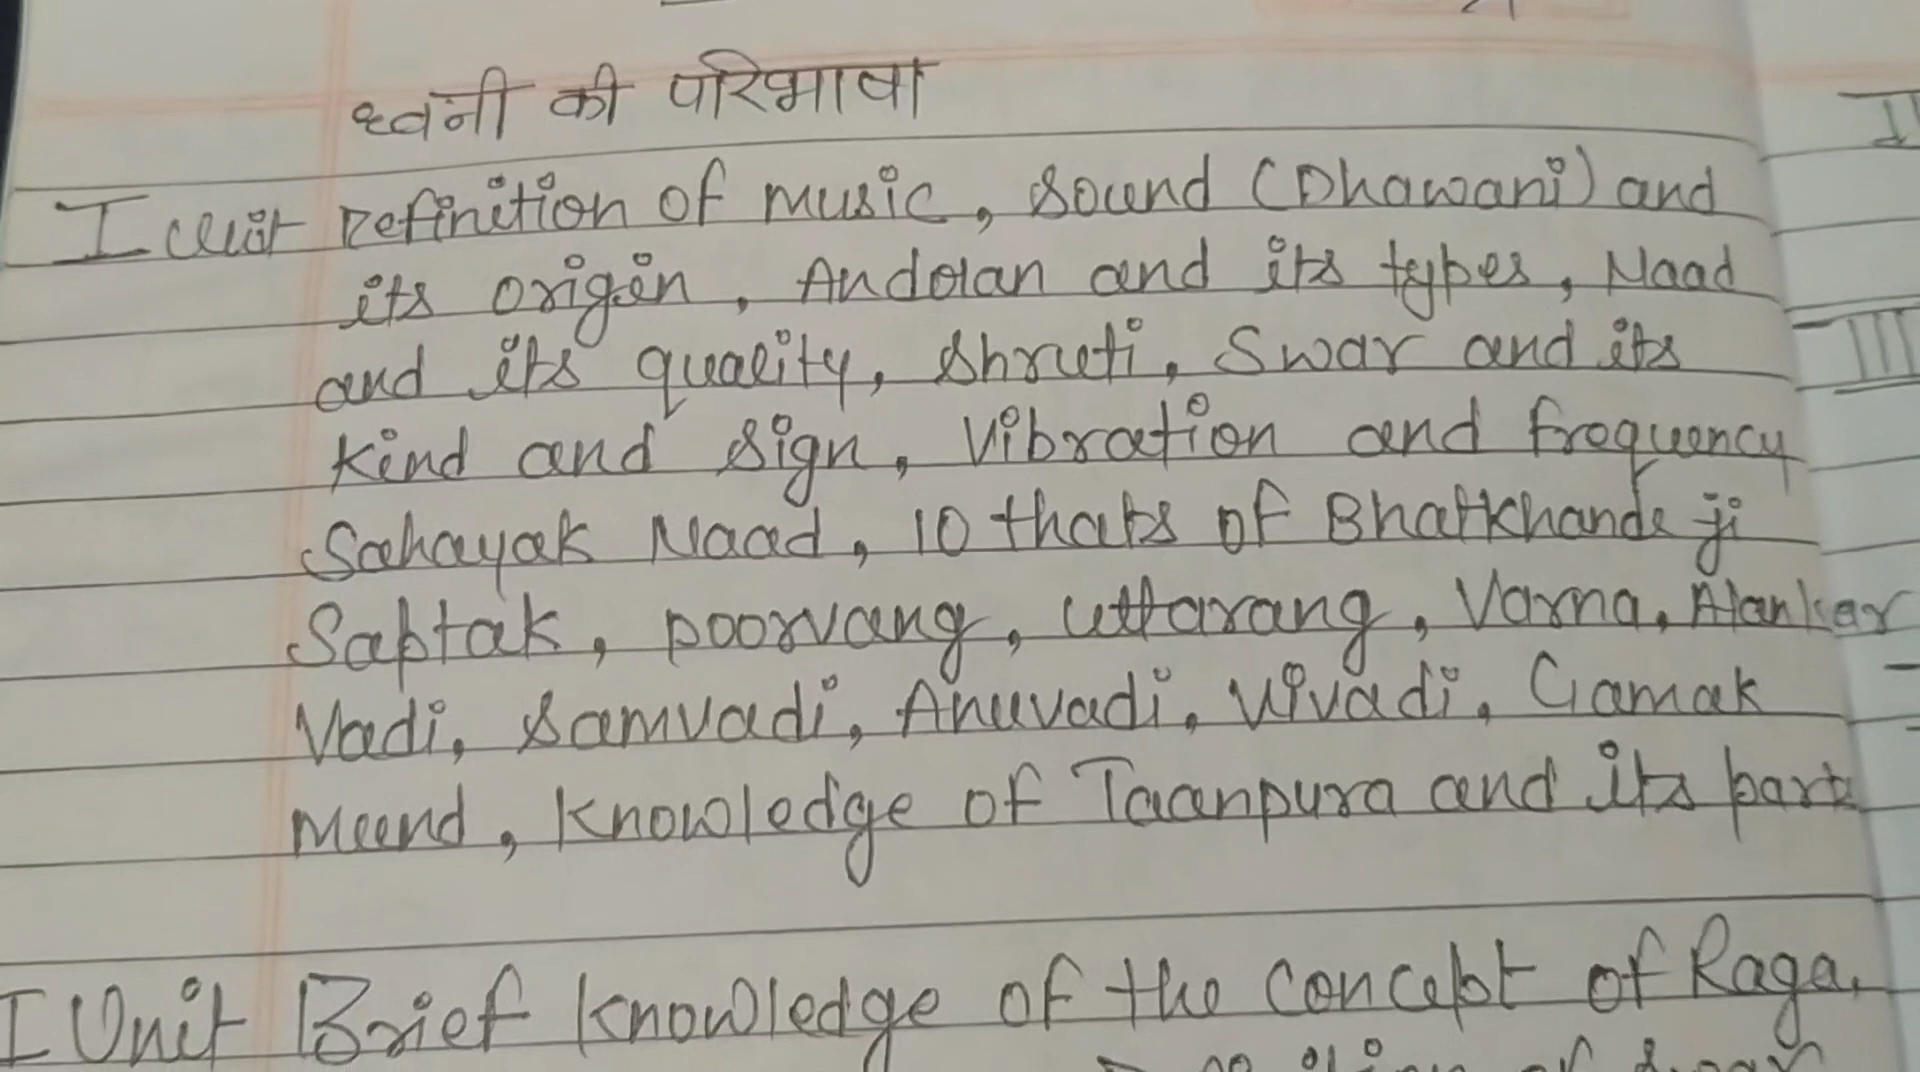 ध्वनी की परिभाषा
I unit Definition of music, sound (Dhawani) and
its origin, Andolan and its types, Naad
and its quality, shruti, Swar and its
kind and sign, Vibration and frequency
Sahayak Naad, 10 thats of Bhatkhande ji
Saptak, poorvang, uttarang, Varna, Alankar
Vadi, samvadi, Anuvadi, Vivadi, Gamak
Meend, knowledge of Taanpura and its part
I Unit Brief knowledge of the concept of Raga,
of
III